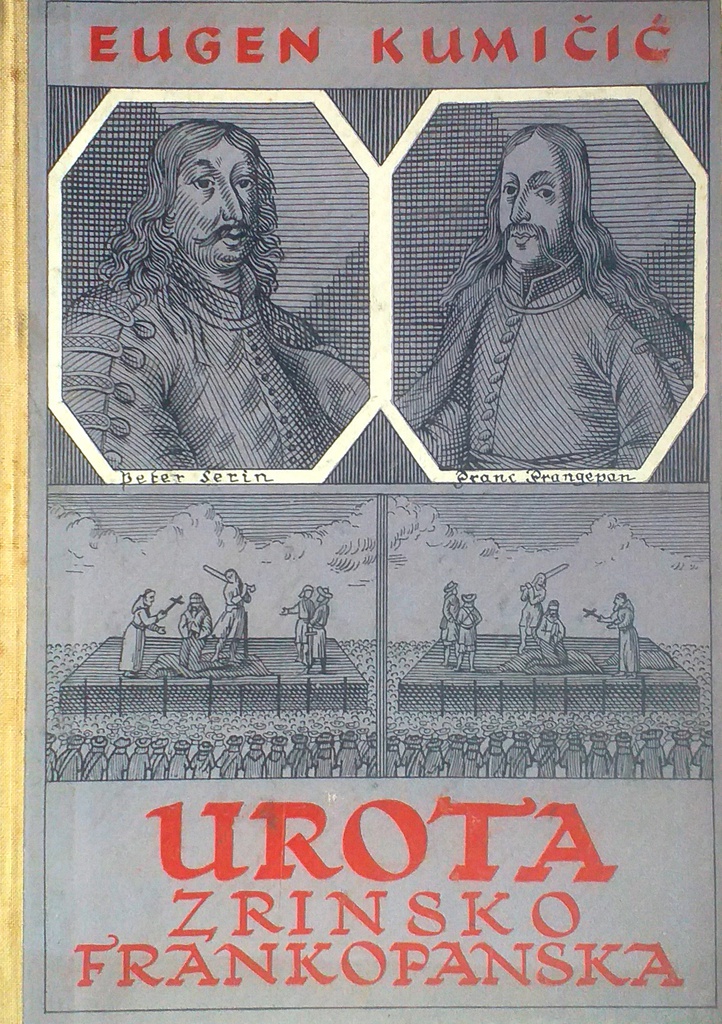 EUGEN KUMIČIĆ
Peter Serin
Franc Frangepan
UROTA
ZRINSKO
FRANKOPANSKA